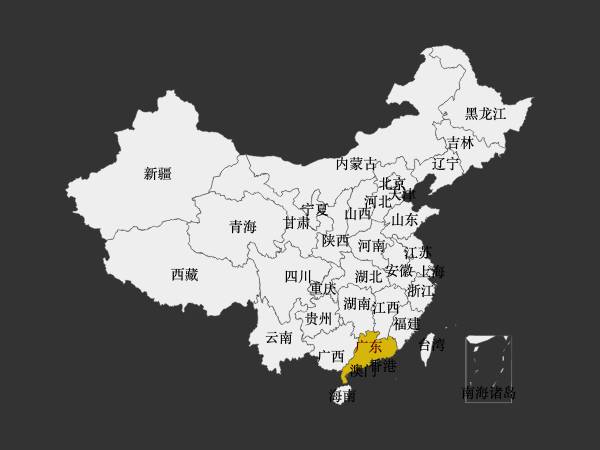 黑龙江
吉林
辽宁
内蒙古
新疆
北京
天津
河北
宁夏
山西
山东
青海
甘肃
陕西
河南
江苏
西藏
四川
湖北
安徽
上海
重庆
浙江
湖南
江西
贵州
福建
云南
广东
台湾
广西
香港
澳门
海南
南海诸岛